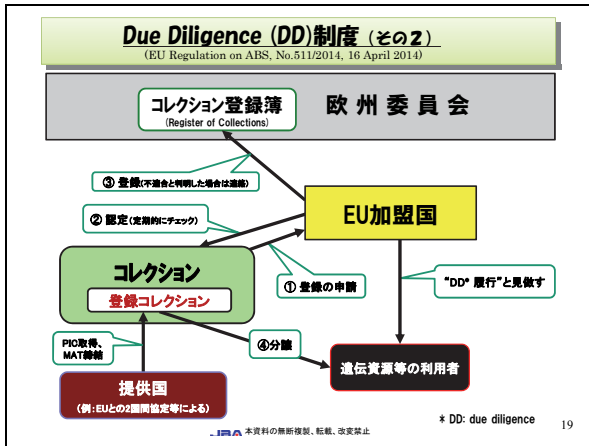 Due Diligence (DD)制度 (その2)
(EU Regulation on ABS, No.511/2014, 16 April 2014)
コレクション登録簿
(Register of Collections)
欧州委員会
③ 登録(不適合と判明した場合は連絡)
② 認定(定期的にチェック)
EU加盟国
コレクション
登録コレクション
① 登録の申請
“DD* 履行”と見做す
PIC取得、
MAT締結
④分譲
遺伝資源等の利用者
提供国
(例:EUとの2国間協定等による)
* DD: due diligence
19
JBA 本資料の無断複製、転載、改変禁止